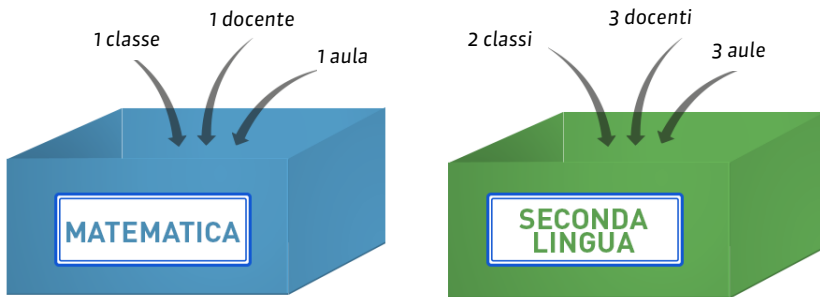 1 classe
1 docente
1 aula
MATEMATICA
2 classi
3 docenti
3 aule
SECONDA
LINGUA